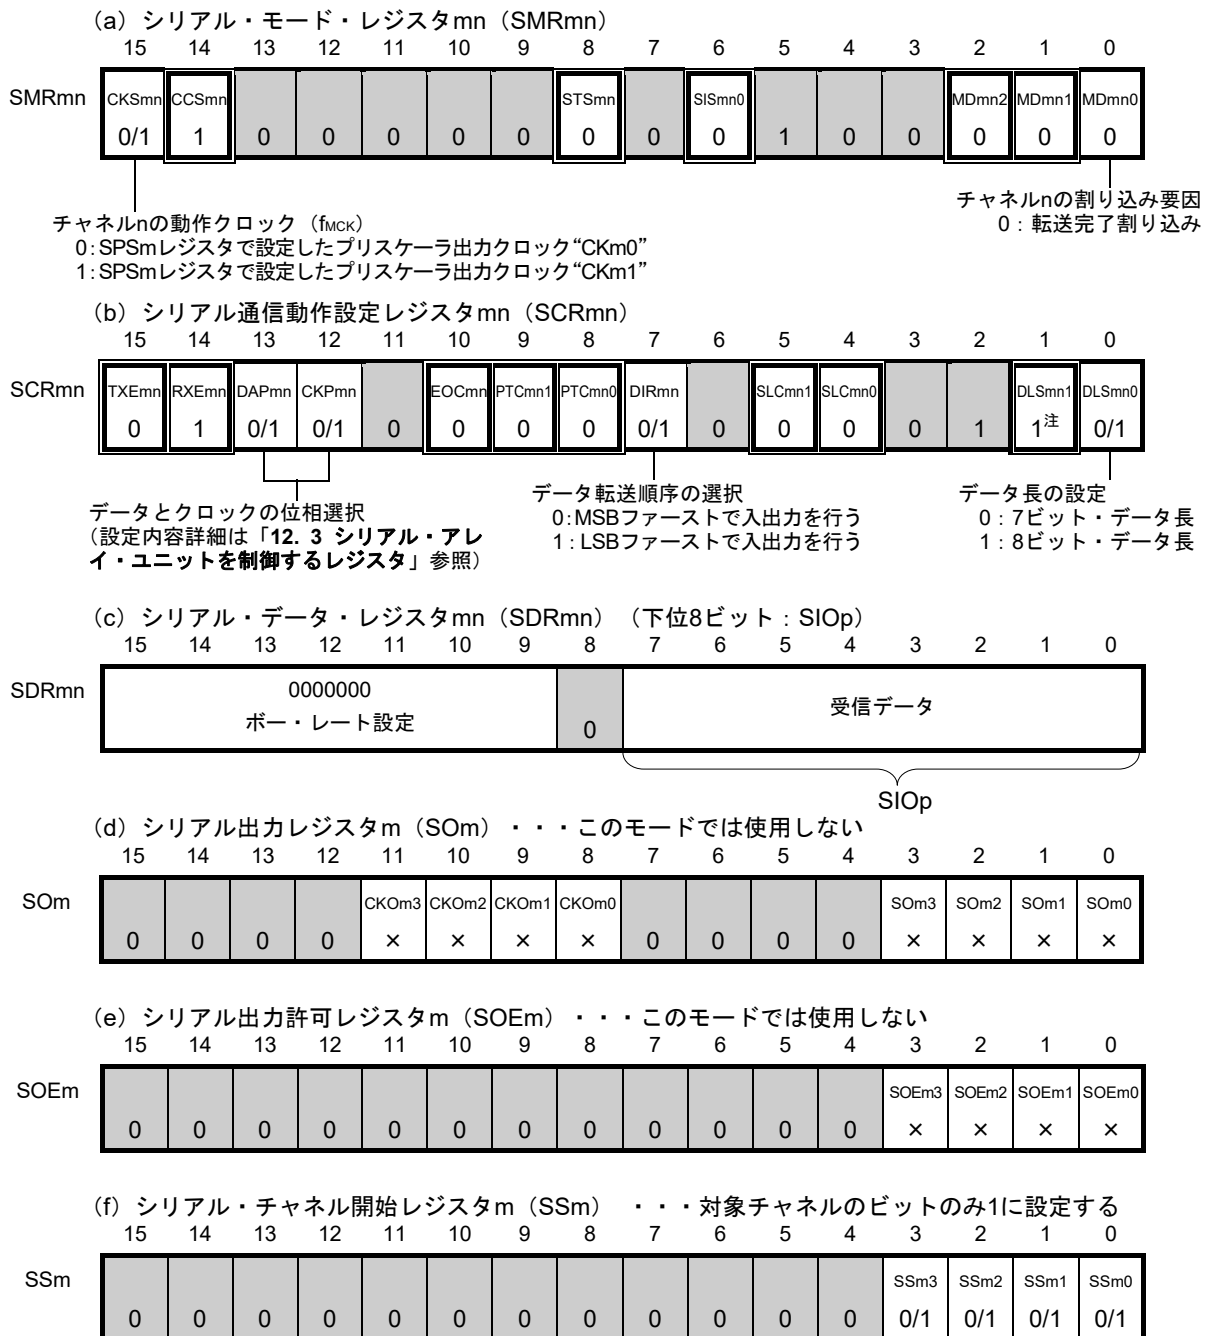 (a) シリアル・モード・レジスタmn (SMRmn)
15 14 13 12 11 10 9 8 7 6 5 4 3 2 1 0
SMRmn CKSmn CCSmn STSmn SISmn0 MDmn2 MDmn1 MDmn0
0/1 1 0 0 0 0 0 0 0 0 1 0 0 0 0 0
チャネルnの動作クロック (fMCK)
0:SPSmレジスタで設定したプリスケーラ出力クロック“CKm0”
1:SPSmレジスタで設定したプリスケーラ出力クロック“CKm1”
チャネルnの割り込み要因
0:転送完了割り込み
(b) シリアル通信動作設定レジスタmn (SCRmn)
15 14 13 12 11 10 9 8 7 6 5 4 3 2 1 0
SCRmn TXEmn RXEmn DAPmn CKPmn EOCmn PTCmn1 PTCmn0 DIRmn SLCmn1 SLCmn0 DLSmn1 DLSmn0
0 1 0/1 0/1 0 0 0 0 0/1 0 0 0 0 1 1注 0/1
データとクロックの位相選択
(設定内容詳細は「12. 3 シリアル・アレ
イ・ユニットを制御するレジスタ」参照)
データ転送順序の選択
0:MSBファーストで入出力を行う
1:LSBファーストで入出力を行う
データ長の設定
0:7ビット・データ長
1:8ビット・データ長
(c) シリアル・データ・レジスタmn (SDRmn) (下位8ビット:SIOp)
15 14 13 12 11 10 9 8 7 6 5 4 3 2 1 0
SDRmn
0000000
ボー・レート設定
0
受信データ
SIOp
(d) シリアル出力レジスタm (SOm) ・・・このモードでは使用しない
15 14 13 12 11 10 9 8 7 6 5 4 3 2 1 0
SOm CKOm3 CKOm2 CKOm1 CKOm0 SOm3 SOm2 SOm1 SOm0
0 0 0 0 × × × × 0 0 0 0 × × × ×
(e) シリアル出力許可レジスタm (SOEm) ・・・このモードでは使用しない
15 14 13 12 11 10 9 8 7 6 5 4 3 2 1 0
SOEm SOEm3 SOEm2 SOEm1 SOEm0
0 0 0 0 0 0 0 0 0 0 0 0 × × × ×
(f) シリアル・チャネル開始レジスタm (SSm) ・・・対象チャネルのビットのみ1に設定する
15 14 13 12 11 10 9 8 7 6 5 4 3 2 1 0
SSm SSm3 SSm2 SSm1 SSm0
0 0 0 0 0 0 0 0 0 0 0 0 0/1 0/1 0/1 0/1